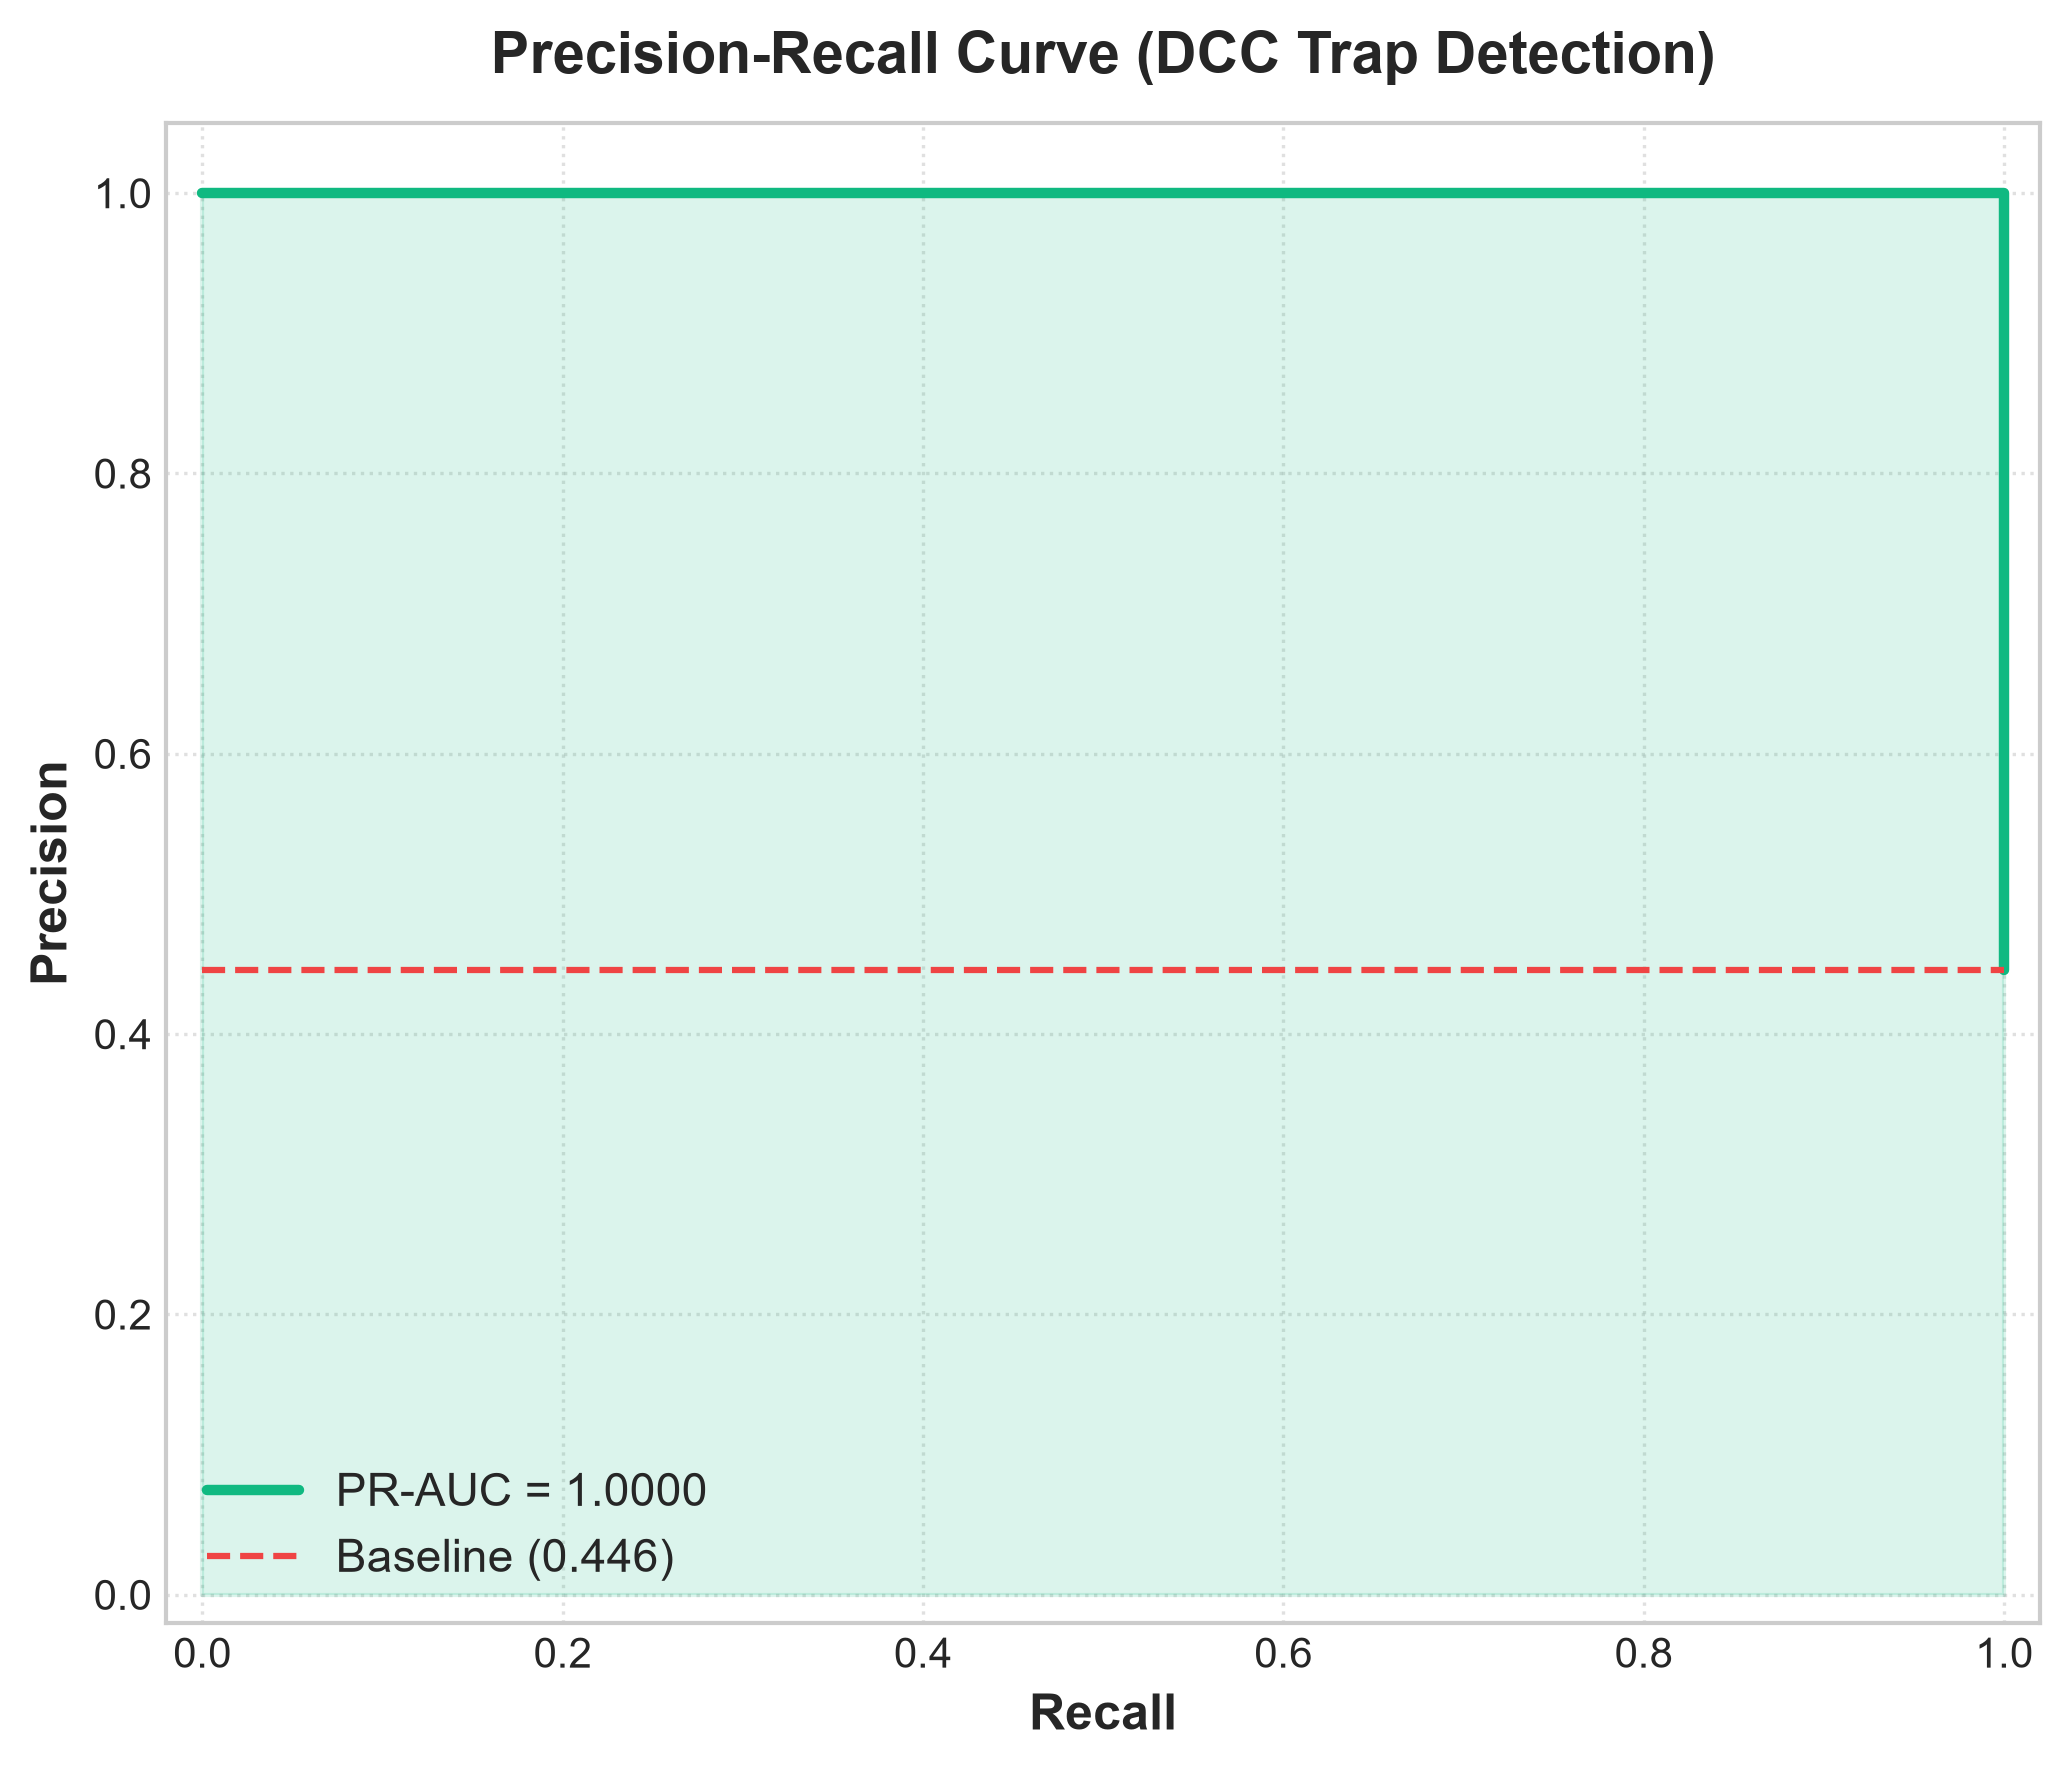 Precision-Recall Curve (DCC Trap Detection)
Precision
1.0
0.8
0.6
0.4
0.2
0.0
PR-AUC = 1.0000
Baseline (0.446)
0.0 0.2 0.4 0.6 0.8 1.0
Recall